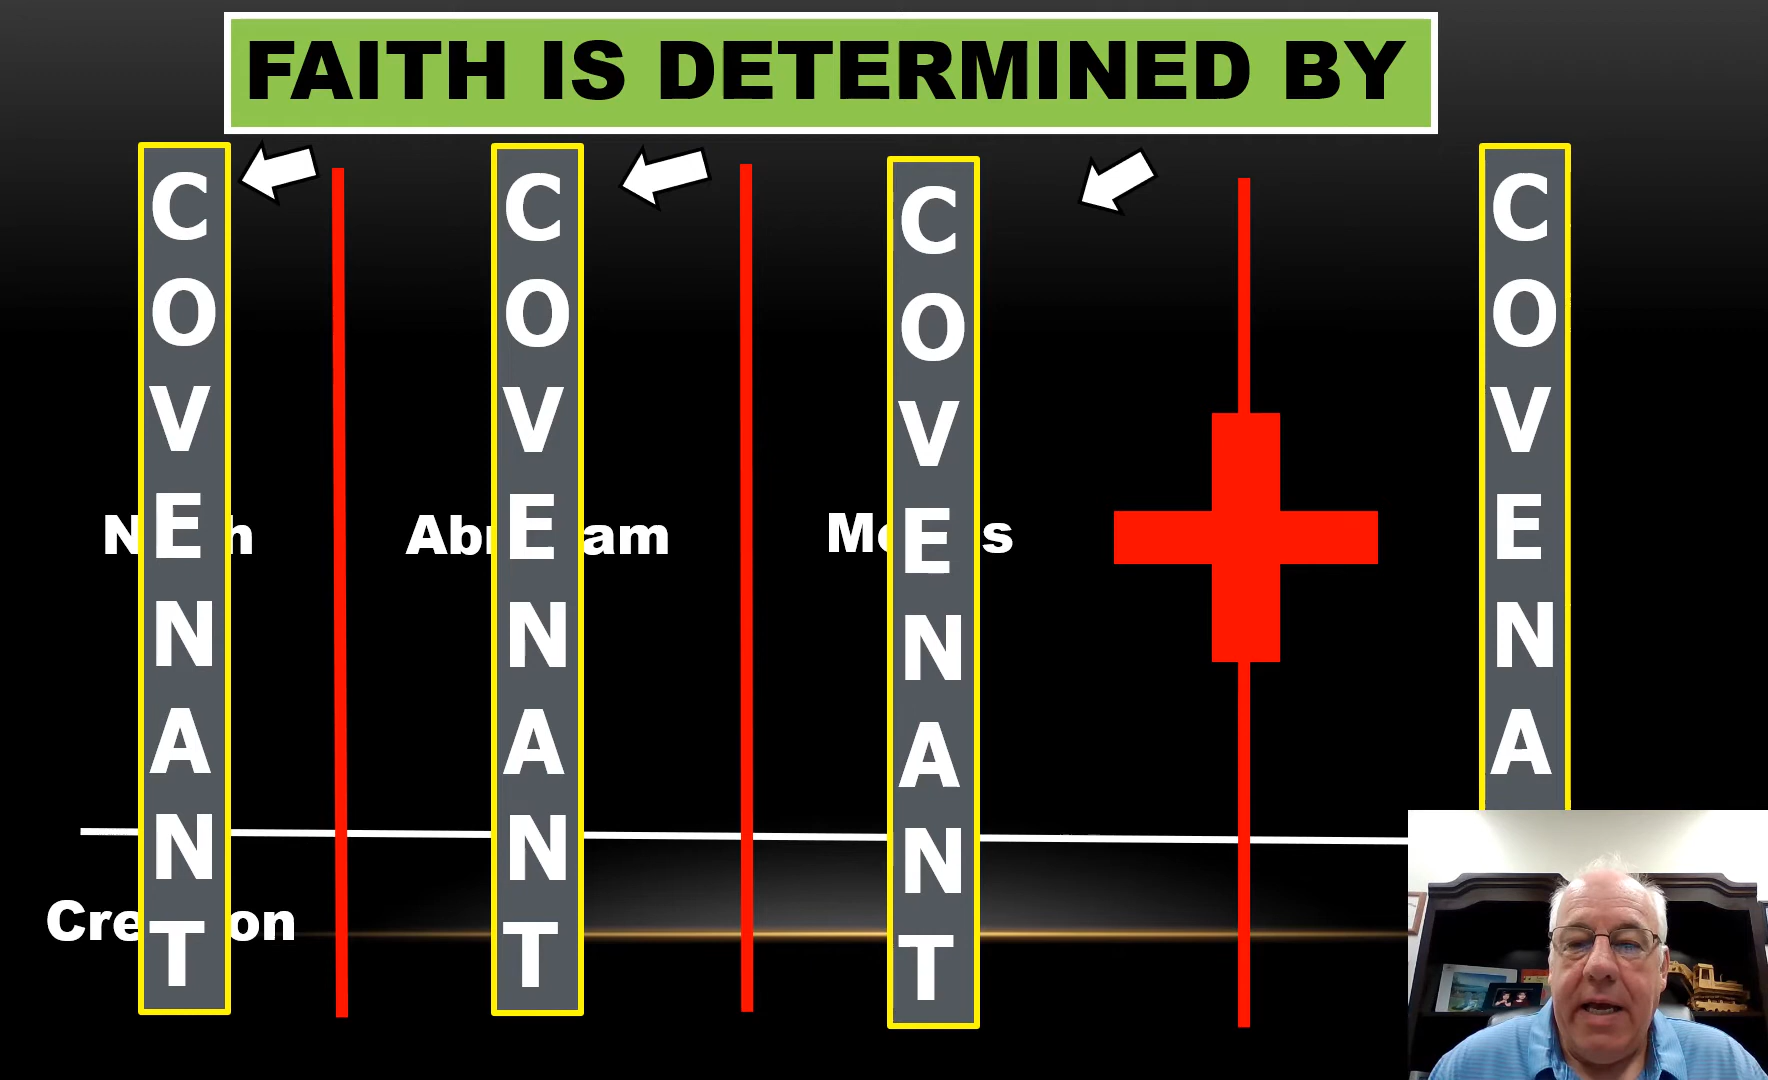 FAITH IS DETERMINED BY
COVENANT
COVENANT
COVENANT
COVENA